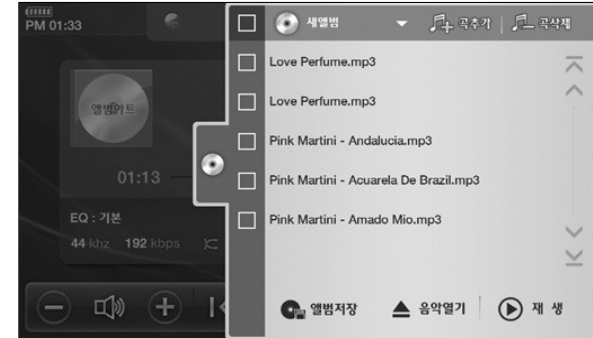 PM 01:33
새앨범
곡추가
곡삭제
Love Perfume.mp3
Love Perfume.mp3
앨범아트
Pink Martini - Andalucia.mp3
01:13
Pink Martini - Acuarela De Brazil.mp3
EQ : 기본
Pink Martini - Amado Mio.mp3
44 khz 192 kbps
앨범저장
음악열기
재 생